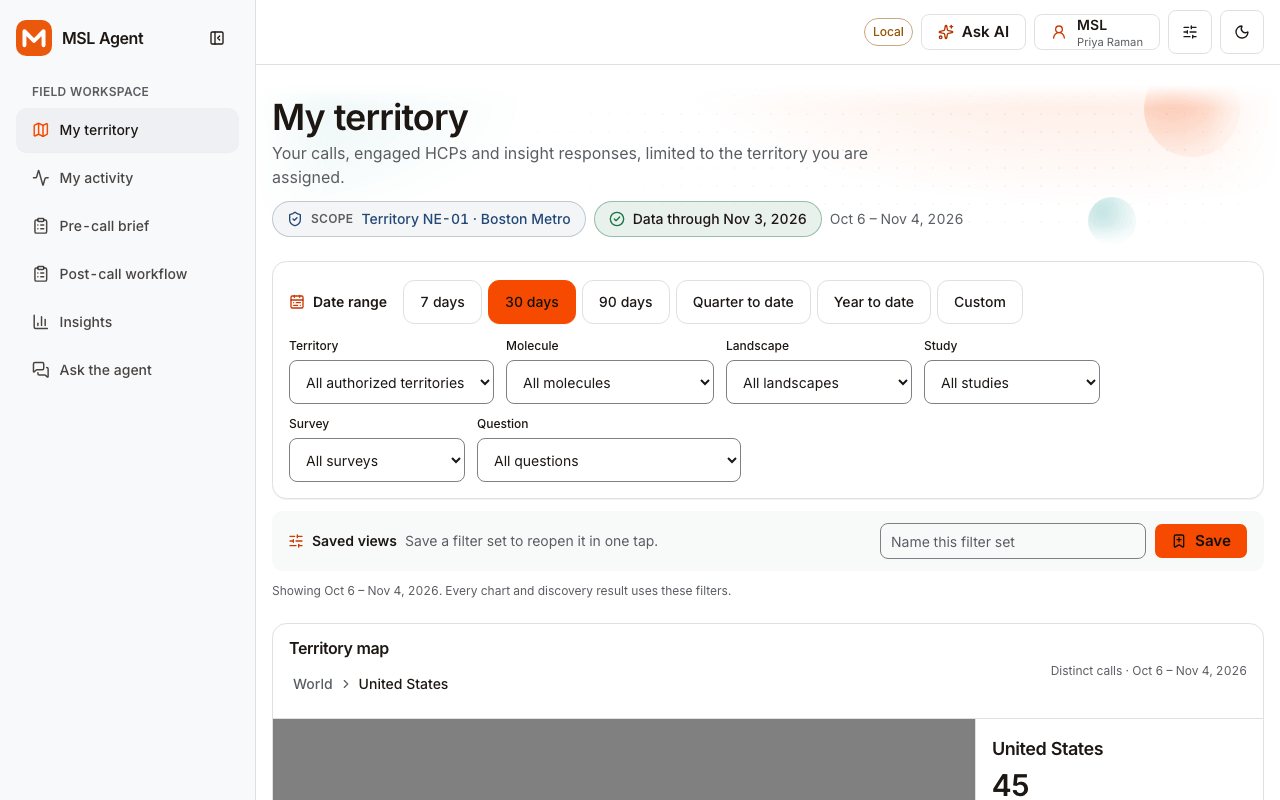 MSL Agent
FIELD WORKSPACE
My territory
My activity
Pre-call brief
Post-call workflow
Insights
Ask the agent
Local
Ask AI
MSL
Priya Raman
My territory
Your calls, engaged HCPs and insight responses, limited to the territory you are
assigned.
SCOPE Territory NE-01 · Boston Metro
Data through Nov 3, 2026
Oct 6 – Nov 4, 2026
Date range
7 days
30 days
90 days
Quarter to date
Year to date
Custom
Territory
Molecule
Landscape
Study
All authorized territories
All molecules
All landscapes
All studies
Survey
Question
All surveys
All questions
Saved views Save a filter set to reopen it in one tap.
Name this filter set
Save
Showing Oct 6 – Nov 4, 2026. Every chart and discovery result uses these filters.
Territory map
World > United States
Distinct calls · Oct 6 – Nov 4, 2026
United States
45